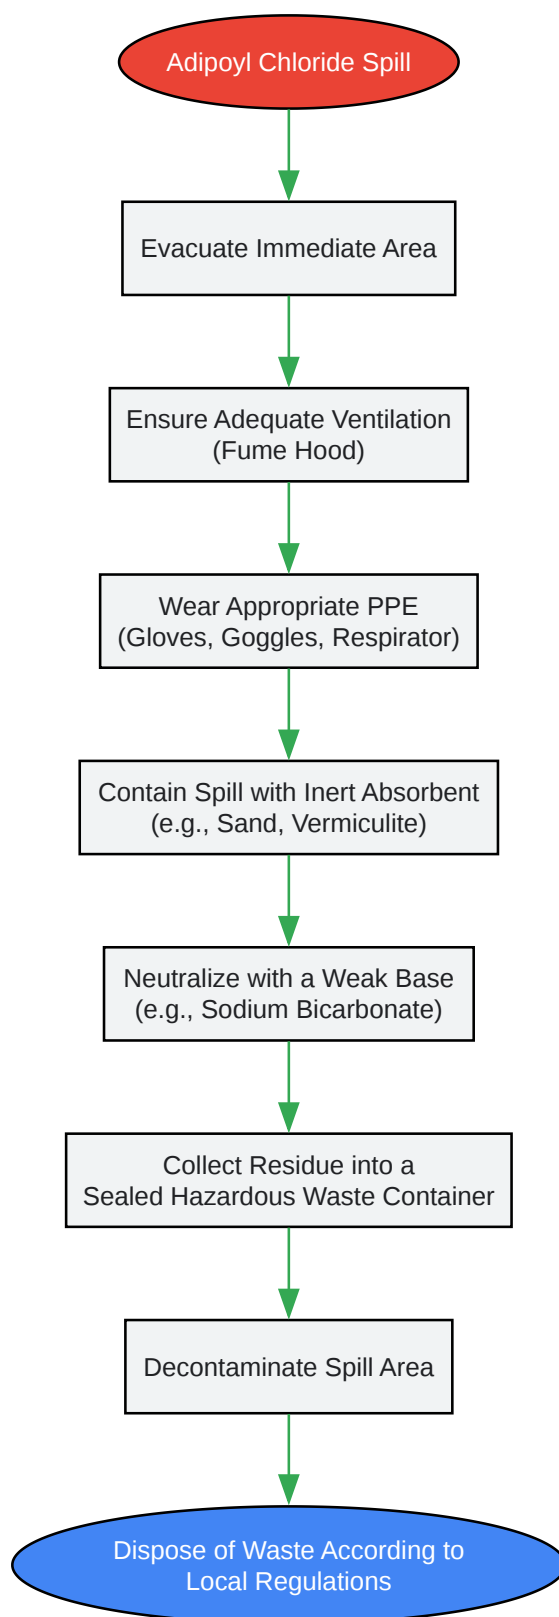 Adipoyl Chloride Spill
Evacuate Immediate Area
Ensure Adequate Ventilation
(Fume Hood)
Wear Appropriate PPE
(Gloves, Goggles, Respirator)
Contain Spill with Inert Absorbent
(e.g., Sand, Vermiculite)
Neutralize with a Weak Base
(e.g., Sodium Bicarbonate)
Collect Residue into a
Sealed Hazardous Waste Container
Decontaminate Spill Area
Dispose of Waste According to
Local Regulations